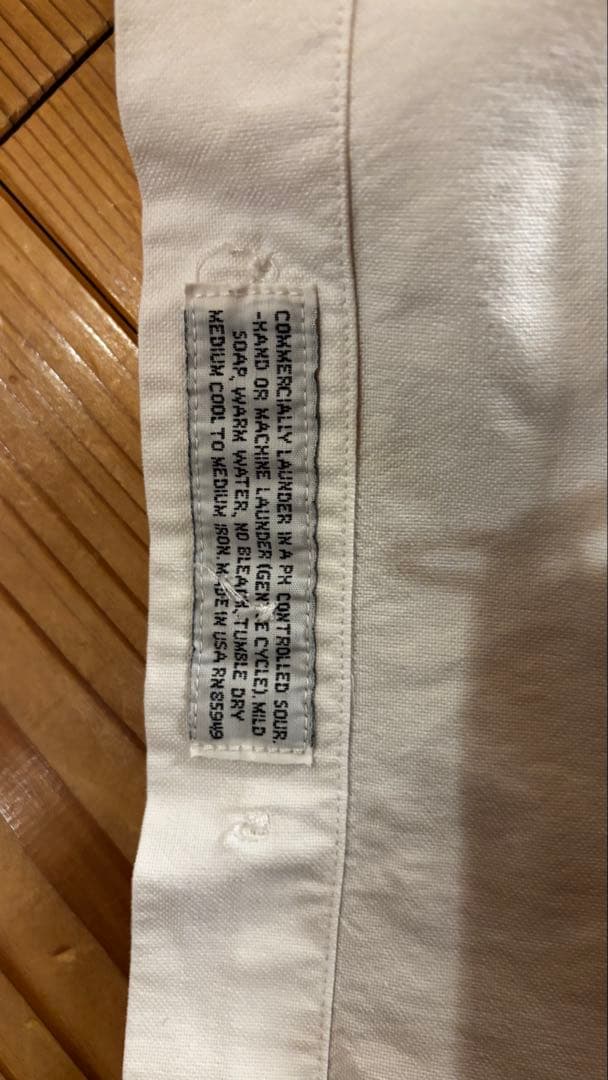 COMMERCIALLY LAUNDER IN A PH CONTROLLED SOUR.
-HAND OR MACHINE LAUNDER (GENTLE CYCLE). MILD
SOAP, WARM WATER, NO BLEACH, TUMBLE DRY
MEDIUM COOL TO MEDIUM IRON. MADE IN USA RN85949